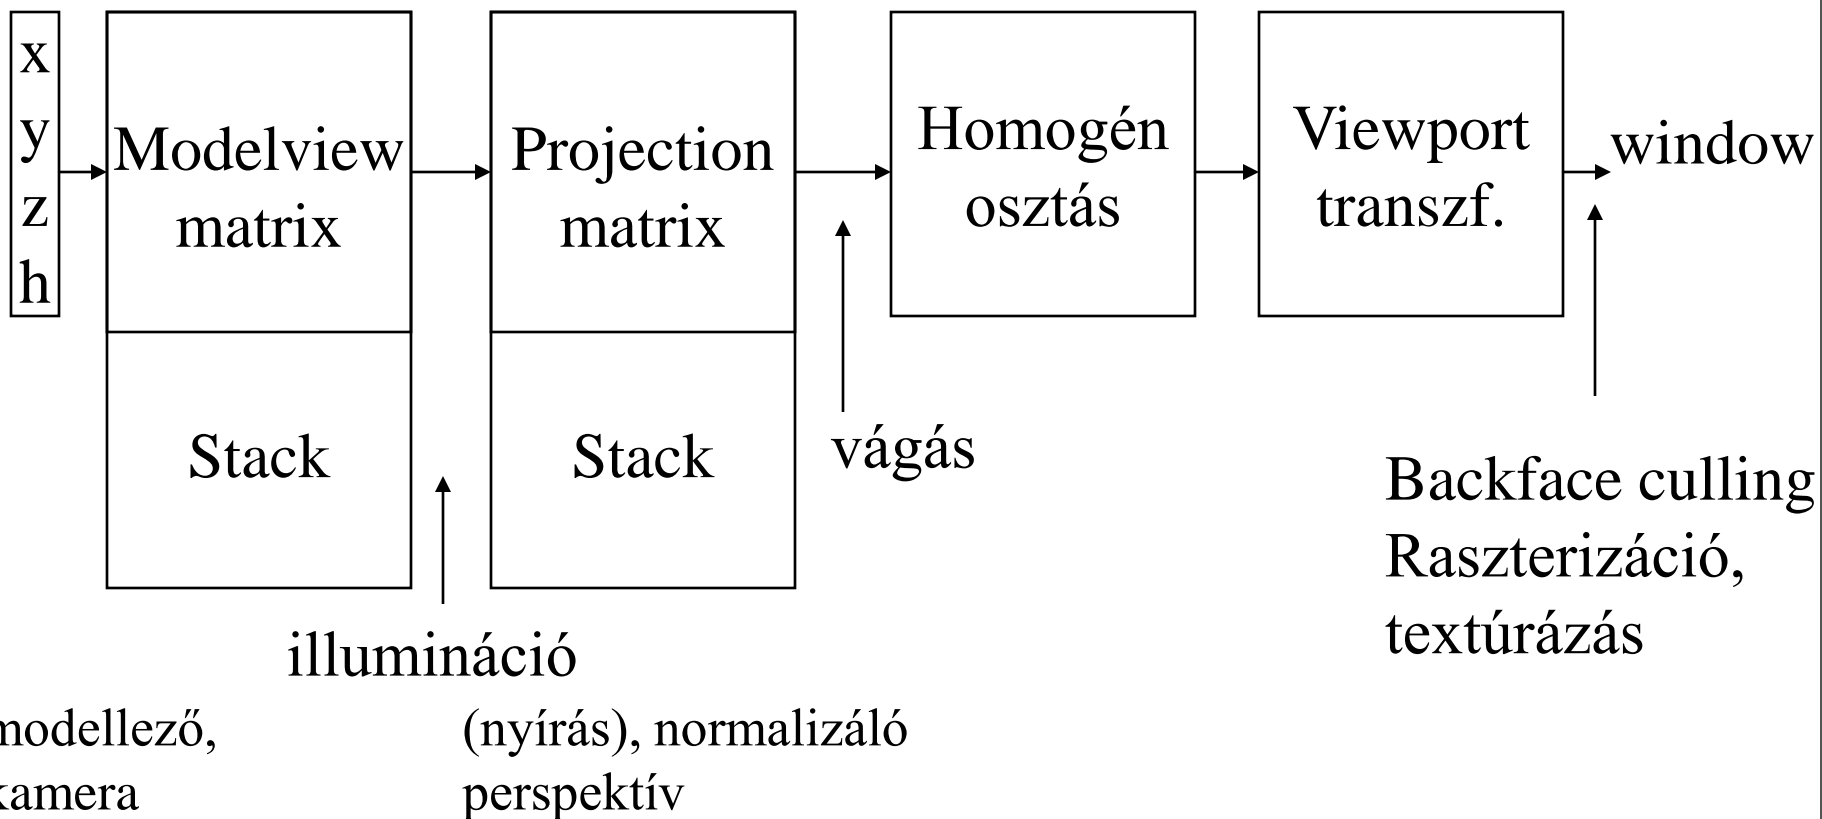 x
y
z
h
Modelview
matrix
Stack
Projection
matrix
Stack
Homogén
osztás
Viewport
transzf.
window
illumináció
vágás
Backface culling
Raszterizáció,
textúrázás
modellező,
kamera
(nyírás), normalizáló
perspektív